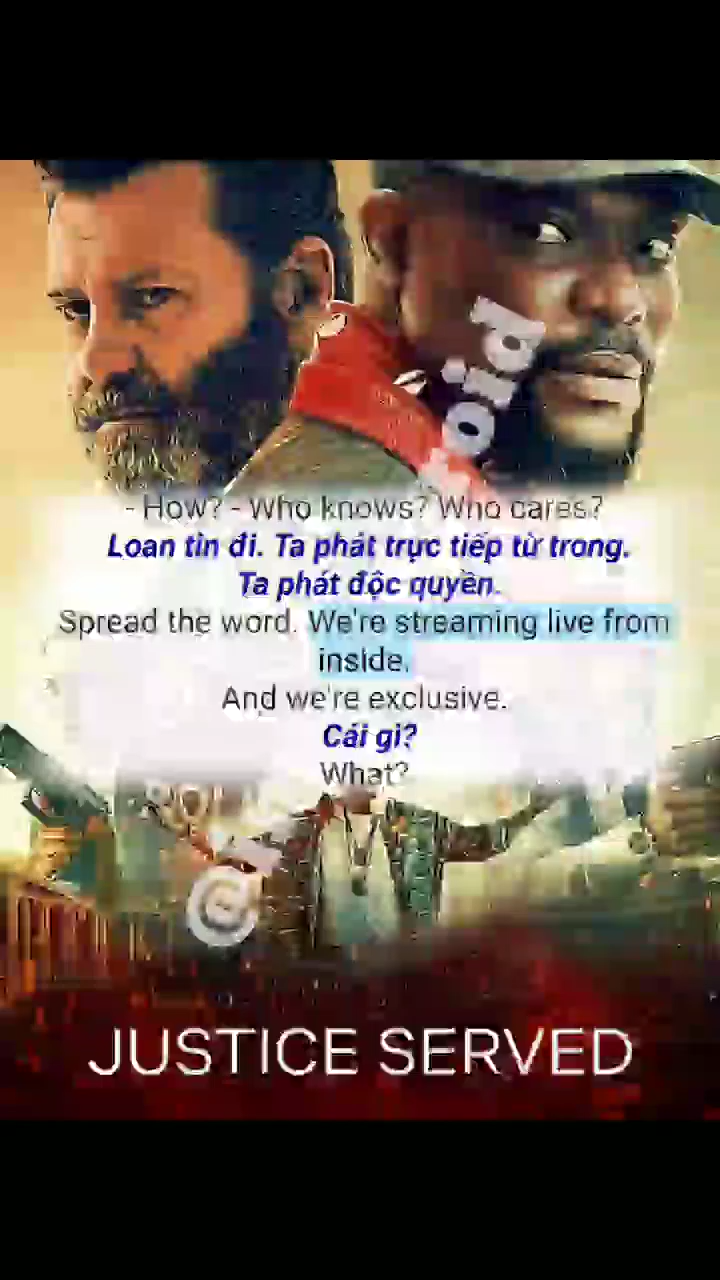 - How? - Who knows? Who cares?
Loan tin đi. Ta phát trực tiếp từ trong.
Ta phát độc quyền.
Spread the word. We're streaming live from
inside.
And we're exclusive.
Cái gì?
What?
JUSTICE SERVED